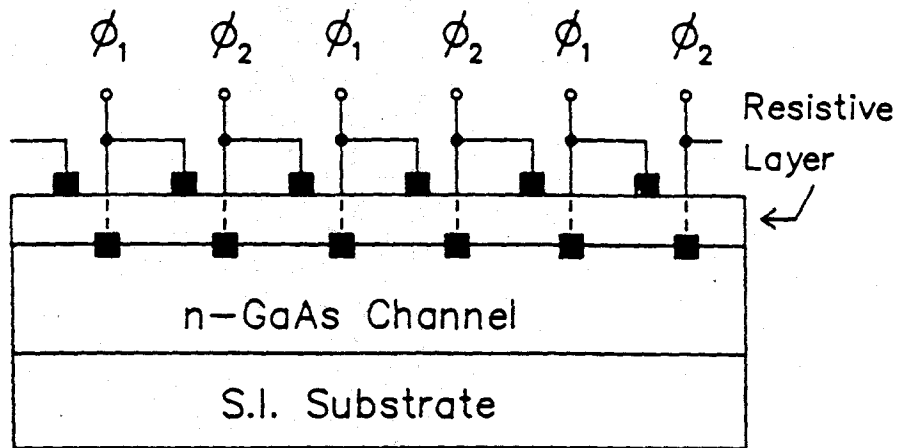 ϕ₁ ϕ₂ ϕ₁ ϕ₂ ϕ₁ ϕ₂
Resistive
Layer
n-GaAs Channel
S.I. Substrate